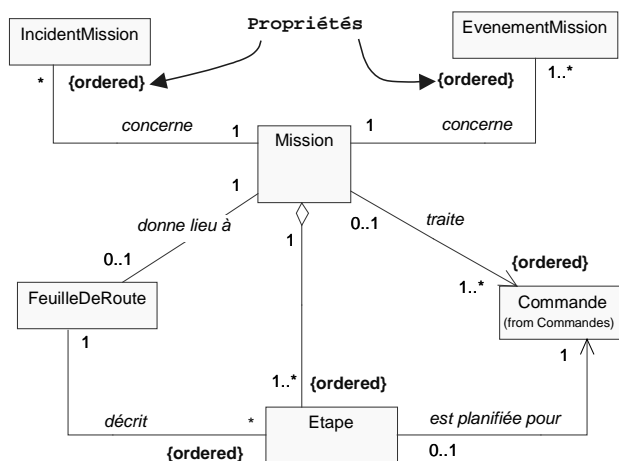 Propriétés
IncidentMission
EvenementMission
{ordered}
*
{ordered}
1..*
concerne
1
1
concerne
Mission
1
donne lieu à
0..1
1
0..1
traite
{ordered}
1..*
FeuilleDeRoute
Commande
(from Commandes)
1
1
1..*
{ordered}
décrit
*
Etape
est planifiée pour
{ordered}
0..1